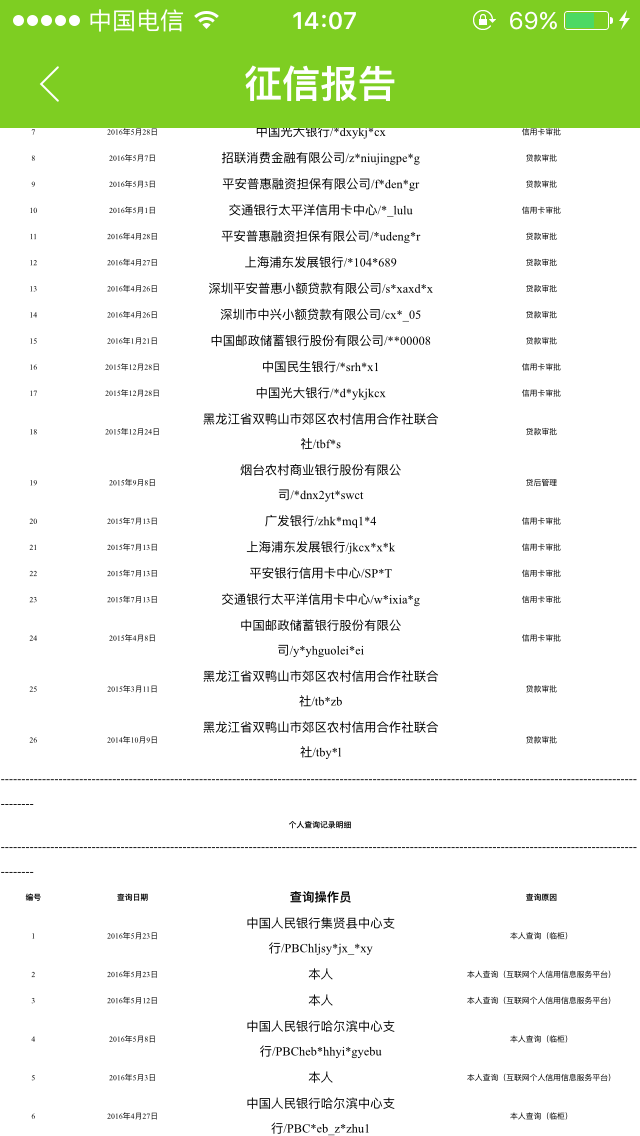 中国电信 14:07 69%
征信报告
7 2016年5月28日 中国光大银行/*dxykj*cx 信用卡审批
8 2016年5月7日 招联消费金融有限公司/z*niujingpe*g 贷款审批
9 2016年5月3日 平安普惠融资担保有限公司/f*den*gr 贷款审批
10 2016年5月1日 交通银行太平洋信用卡中心/*_lulu 信用卡审批
11 2016年4月28日 平安普惠融资担保有限公司/*udeng*r 贷款审批
12 2016年4月27日 上海浦东发展银行/*104*689 贷款审批
13 2016年4月26日 深圳平安普惠小额贷款有限公司/s*xaxd*x 贷款审批
14 2016年4月26日 深圳市中兴小额贷款有限公司/cx*_05 贷款审批
15 2016年1月21日 中国邮政储蓄银行股份有限公司/**00008 贷款审批
16 2015年12月28日 中国民生银行/*srh*x1 信用卡审批
17 2015年12月28日 中国光大银行/*d*ykjkcx 信用卡审批
18 2015年12月24日 黑龙江省双鸭山市郊区农村信用合作社联合
社/tbf*s 贷款审批
19 2015年9月8日 烟台农村商业银行股份有限公
司/*dnx2yt*swct 贷后管理
20 2015年7月13日 广发银行/zhk*mq1*4 信用卡审批
21 2015年7月13日 上海浦东发展银行/jkcx*x*k 信用卡审批
22 2015年7月13日 平安银行信用卡中心/SP*T 信用卡审批
23 2015年7月13日 交通银行太平洋信用卡中心/w*ixia*g 信用卡审批
24 2015年4月8日 中国邮政储蓄银行股份有限公
司/y*yhguolei*ei 信用卡审批
25 2015年3月11日 黑龙江省双鸭山市郊区农村信用合作社联合
社/tb*zb 贷款审批
26 2014年10月9日 黑龙江省双鸭山市郊区农村信用合作社联合
社/tby*l 贷款审批
个人查询记录明细
编号 查询日期 查询操作员 查询原因
1 2016年5月23日 中国人民银行集贤县中心支
行/PBChljsy*jx_*xy 本人查询（临柜）
2 2016年5月23日 本人 本人查询（互联网个人信用信息服务平台）
3 2016年5月12日 本人 本人查询（互联网个人信用信息服务平台）
4 2016年5月8日 中国人民银行哈尔滨中心支
行/PBCheb*hhyi*gyebu 本人查询（临柜）
5 2016年5月3日 本人 本人查询（互联网个人信用信息服务平台）
6 2016年4月27日 中国人民银行哈尔滨中心支
行/PBC*eb_z*zhu1 本人查询（临柜）